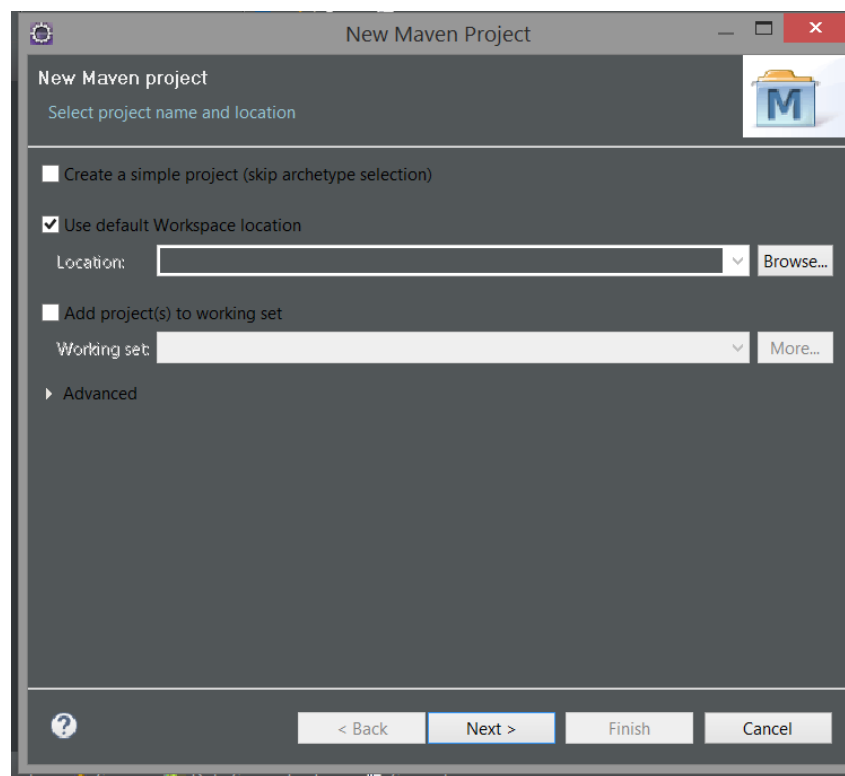 New Maven Project
New Maven project
Select project name and location
M
Create a simple project (skip archetype selection)
Use default Workspace location
Location:
Browse...
Add project(s) to working set
Working set:
More...
Advanced
?
< Back
Next >
Finish
Cancel